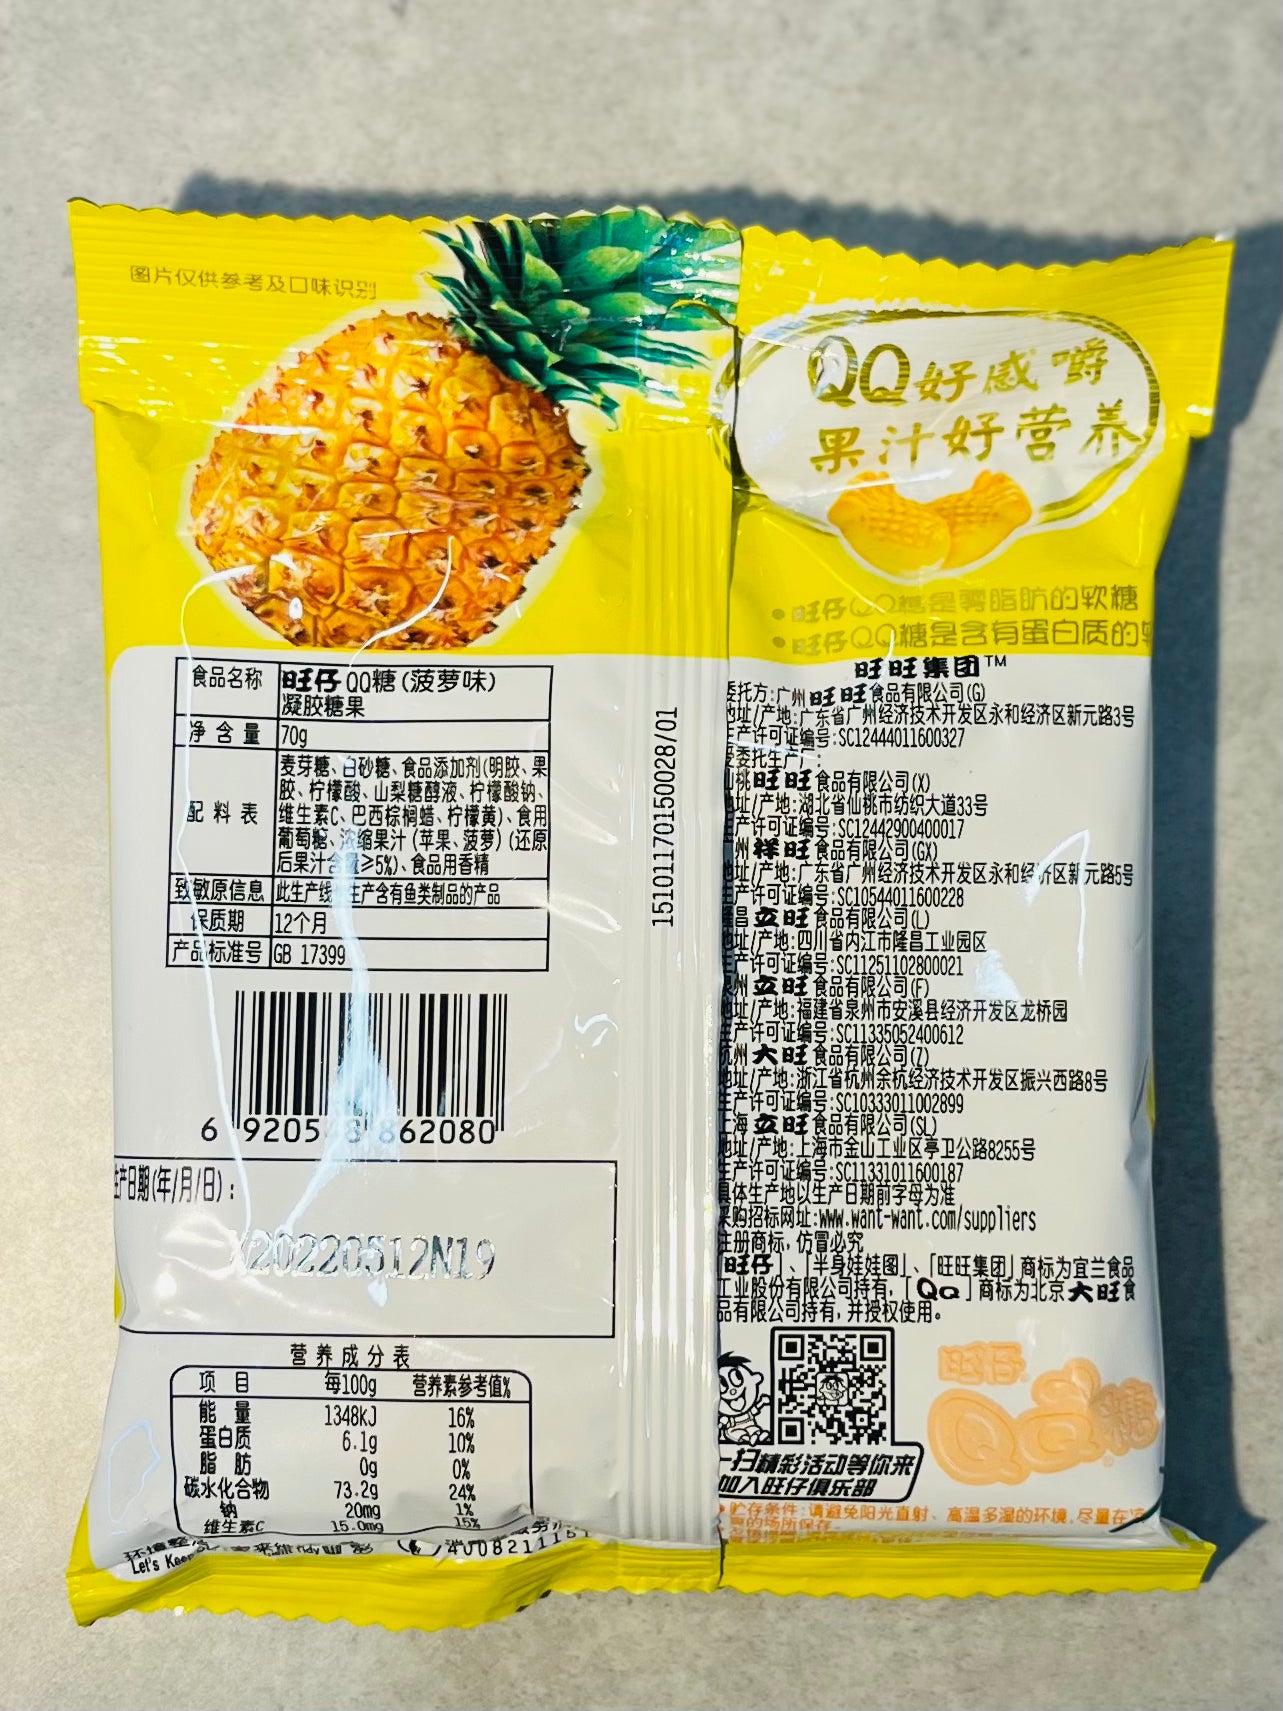 图片仅供参考及口味识别
食品名称 旺仔QQ糖(菠萝味)
凝胶糖果
净含量 70g
配料表
麦芽糖、白砂糖、食品添加剂(明胶、果
胶、柠檬酸、山梨糖醇液、柠檬酸钠、
维生素C、巴西棕榈蜡、柠檬黄)、食用
葡萄糖、浓缩果汁(苹果、菠萝)(还原
后果汁含量≥5%)、食品用香精
致敏原信息 此生产线 生产含有鱼类制品的产品
保质期 12个月
产品标准号 GB 17399
6 920548 862080
生产日期(年/月/日):
X20220512N19
营养成分表
项目 每100g 营养素参考值%
能量 1348kJ 16%
蛋白质 6.1g 10%
脂肪 0g 0%
碳水化合物 73.2g 24%
钠 20mg 1%
维生素C 15.0mg 15%
Let's Keep
15101170150028/01
QQ好感嚼
果汁好营养
•旺仔QQ糖是零脂肪的软糖
•旺仔QQ糖是含有蛋白质的
旺旺集团™
委托方:广州旺旺食品有限公司(G)
地址/产地:广东省广州经济技术开发区永和经济区新元路3号
生产许可证编号:SC12444011600327
受委托生产厂:
仙桃旺旺食品有限公司(X)
地址/产地:湖北省仙桃市纺织大道33号
生产许可证编号:SC12442900400017
广州祥旺食品有限公司(GX)
地址/产地:广东省广州经济技术开发区永和经济区新元路5号
生产许可证编号:SC10544011600228
隆昌立旺食品有限公司(L)
地址/产地:四川省内江市隆昌工业园区
生产许可证编号:SC11251102800021
泉州立旺食品有限公司(F)
地址/产地:福建省泉州市安溪县经济开发区龙桥园
生产许可证编号:SC11335052400612
杭州大旺食品有限公司(Z)
地址/产地:浙江省杭州余杭经济技术开发区振兴西路8号
生产许可证编号:SC10333011002899
上海立旺食品有限公司(SL)
地址/产地:上海市金山工业区亭卫公路8255号
生产许可证编号:SC11331011600187
具体生产地以生产日期前字母为准
采购招标网址:www.want-want.com/suppliers
注册商标,仿冒必究
「旺仔」、「半身娃娃图」、「旺旺集团」商标为宜兰食品
工业股份有限公司持有,「QQ」商标为北京大旺食
品有限公司持有,并授权使用。
一扫精彩活动等你来
加入旺仔俱乐部
旺仔
QQ糖
贮存条件:请避免阳光直射、高温多湿的环境,尽量在
的场所保存